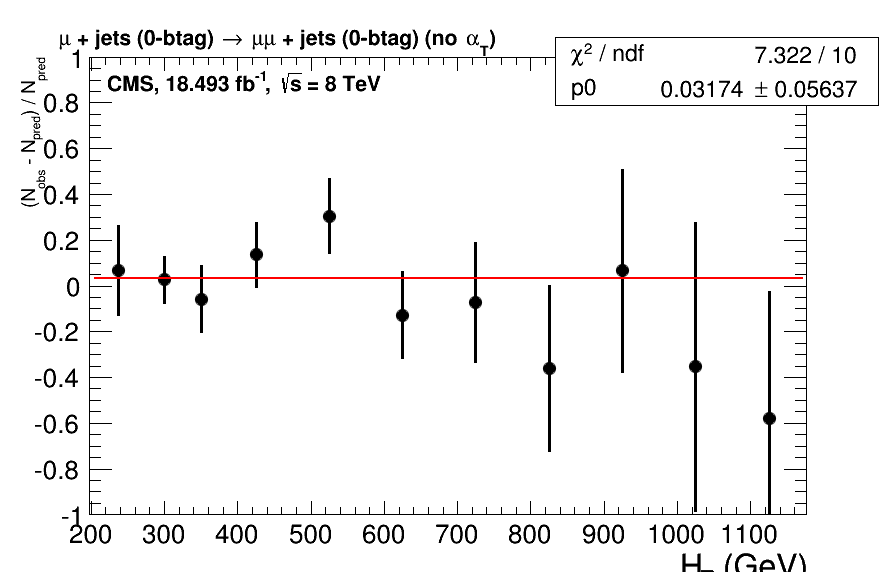 μ + jets (0-btag) → μμ + jets (0-btag) (no α_T)
χ² / ndf 7.322 / 10
p0 0.03174 ± 0.05637
CMS, 18.493 fb⁻¹, √s = 8 TeV
(N_obs - N_pred) / N_pred
1
0.8
0.6
0.4
0.2
0
-0.2
-0.4
-0.6
-0.8
-1
200 300 400 500 600 700 800 900 1000 1100
(GeV)